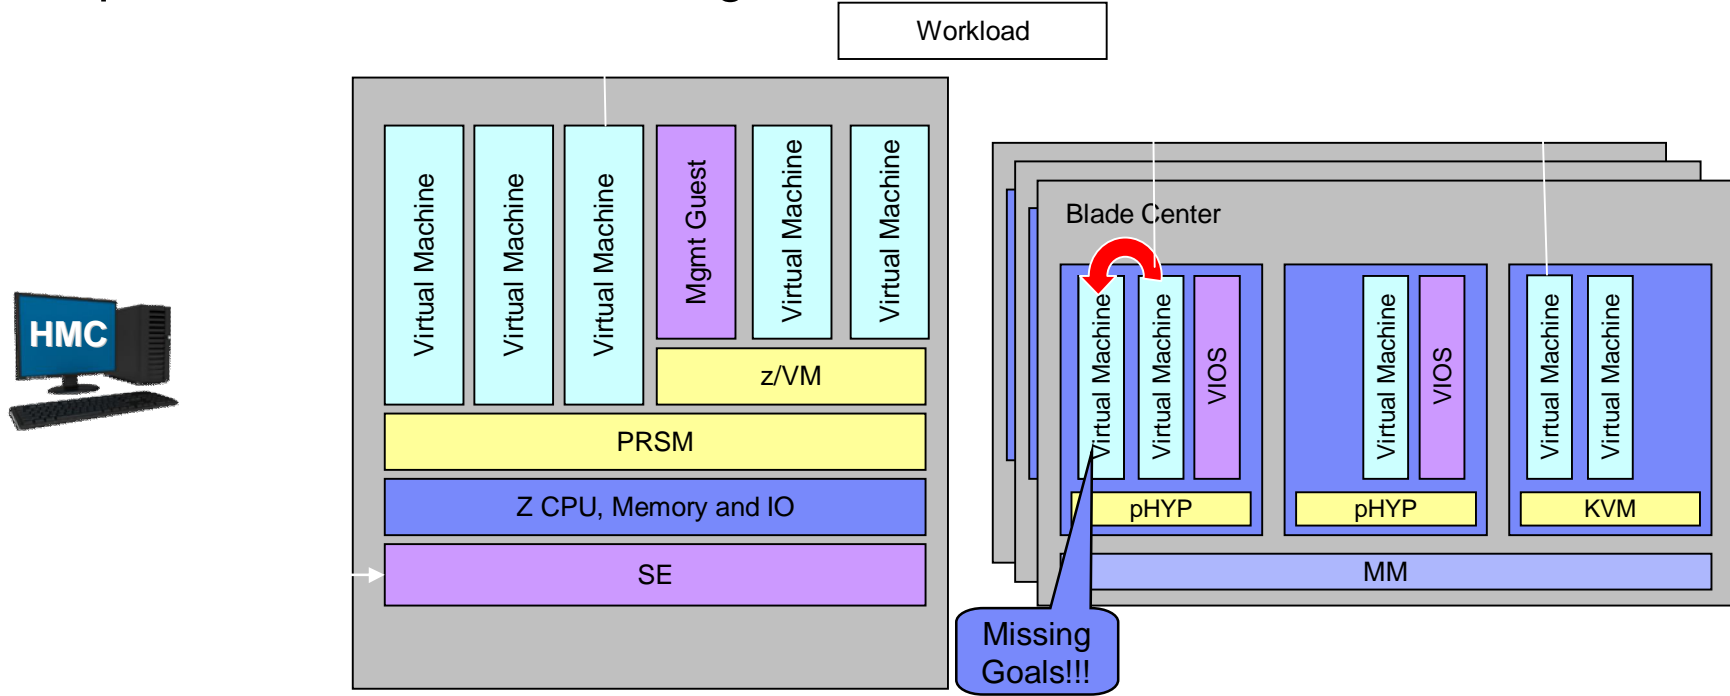 Workload
Virtual Machine
Virtual Machine
Virtual Machine
Mgmt Guest
Virtual Machine
Virtual Machine
z/VM
PRSM
Z CPU, Memory and IO
SE
HMC
Blade Center
Virtual Machine
Virtual Machine
VIOS
pHYP
Virtual Machine
VIOS
pHYP
Virtual Machine
Virtual Machine
KVM
MM
Missing
Goals!!!